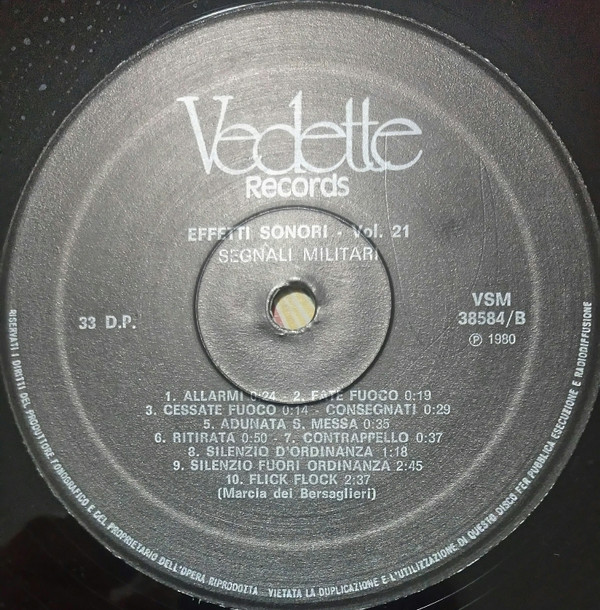 Vedette
Records
EFFETTI SONORI - Vol. 21
SEGNALI MILITARI
33 D.P.
VSM
38584/B
Ⓟ 1980
1. ALLARMI 0:24 2. FATE FUOCO 0:19
3. CESSATE FUOCO 0:14 - CONSEGNATI 0:29
5. ADUNATA S. MESSA 0:35
6. RITIRATA 0:50 - 7. CONTRAPPELLO 0:37
8. SILENZIO D'ORDINANZA 1:18
9. SILENZIO FUORI ORDINANZA 2:45
10. FLICK FLOCK 2:37
(Marcia dei Bersaglieri)
RISERVATI I DIRITTI DEL PRODUTTORE FONOGRAFICO E DEL PROPRIETARIO DELL'OPERA RIPRODOTTA VIETATA LA DUPLICAZIONE E L'UTILIZZAZIONE DI QUESTO DISCO PER PUBBLICA ESECUZIONE E RADIODIFFUSIONE